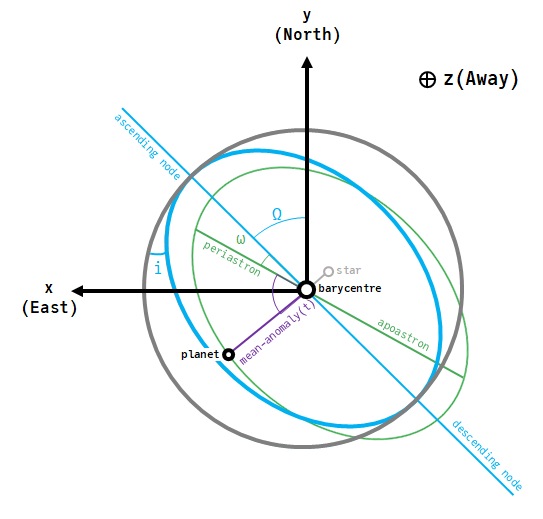 y
(North)
z(Away)
ascending node
Ω
ω
periastron
i
star
x
(East)
barycentre
mean-anomaly(t)
planet
apoastron
descending node